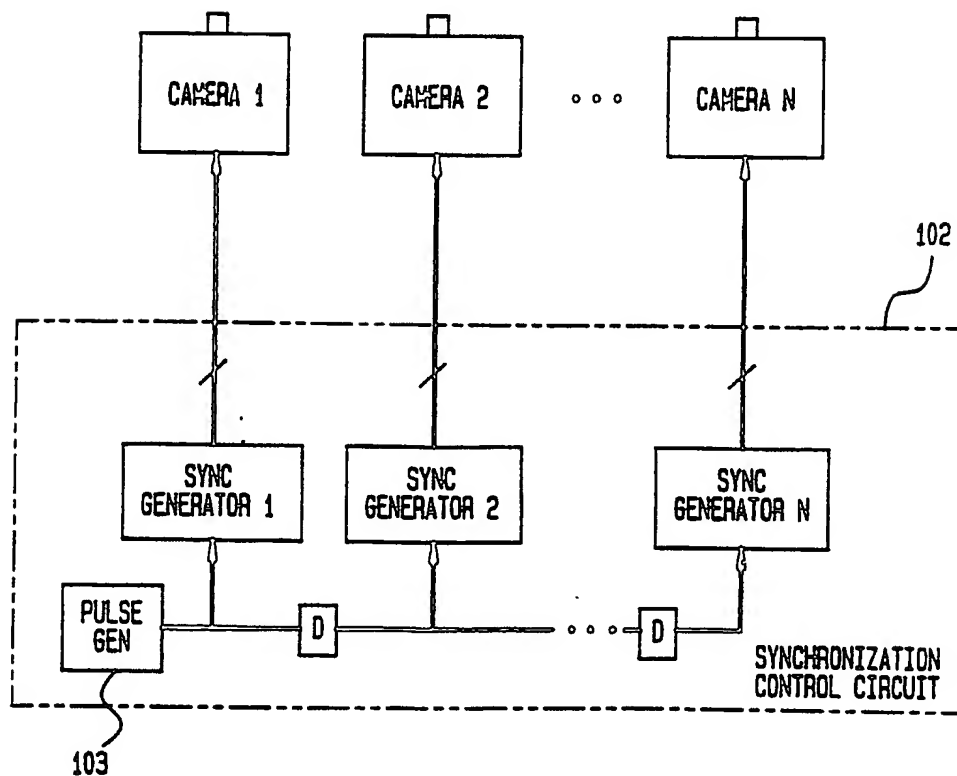 CAMERA 1
CAMERA 2
CAMERA N
102
SYNC
GENERATOR 1
SYNC
GENERATOR 2
SYNC
GENERATOR N
PULSE
GEN
D
D
SYNCHRONIZATION
CONTROL CIRCUIT
103